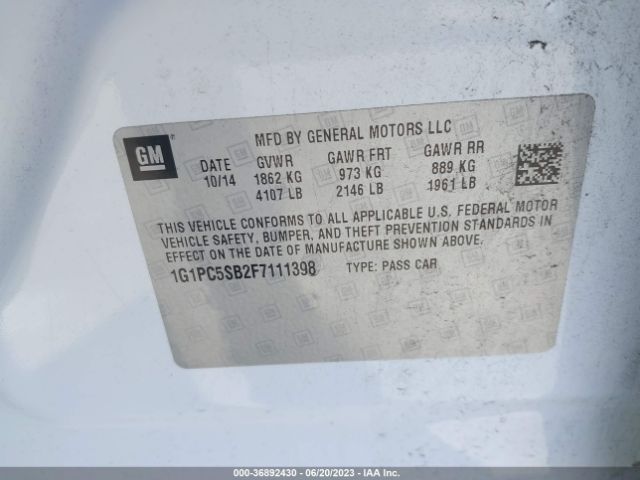 GM®
MFD BY GENERAL MOTORS LLC
DATE GVWR GAWR FRT GAWR RR
10/14 1862 KG 973 KG 889 KG
4107 LB 2146 LB 1961 LB
THIS VEHICLE CONFORMS TO ALL APPLICABLE U.S. FEDERAL MOTOR
VEHICLE SAFETY, BUMPER, AND THEFT PREVENTION STANDARDS IN
EFFECT ON THE DATE OF MANUFACTURE SHOWN ABOVE.
1G1PC5SB2F7111398 TYPE: PASS CAR
000-36892430 - 06/20/2023 - IAA Inc.